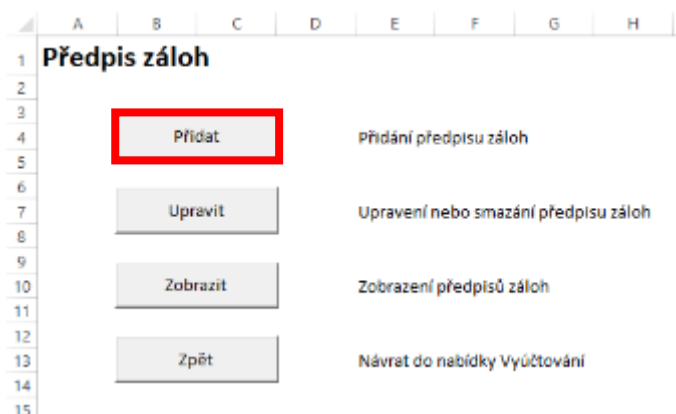 A B C D E F G H
1 Předpis záloh
2
3
4 Přidat Přidání předpisu záloh
5
6
7 Upravit Upravení nebo smazání předpisu záloh
8
9
10 Zobrazit Zobrazení předpisů záloh
11
12
13 Zpět Návrat do nabídky Vyúčtování
14
15